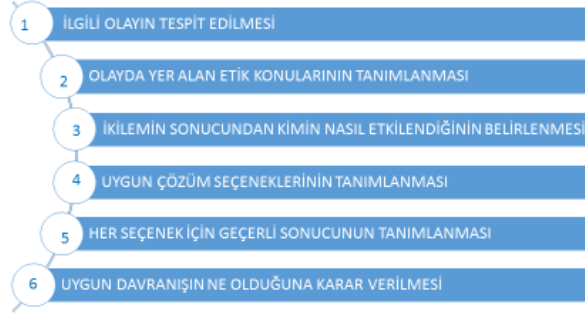 1 İLGİLİ OLAYIN TESPİT EDİLMESİ
2 OLAYDA YER ALAN ETİK KONULARININ TANIMLANMASI
3 İKİLEMİN SONUCUNDAN KİMİN NASIL ETKİLENDİĞİNİN BELİRLENMESİ
4 UYGUN ÇÖZÜM SEÇENEKLERİNİN TANIMLANMASI
5 HER SEÇENEK İÇİN GEÇERLİ SONUCUNUN TANIMLANMASI
6 UYGUN DAVRANIŞIN NE OLDUĞUNA KARAR VERİLMESİ